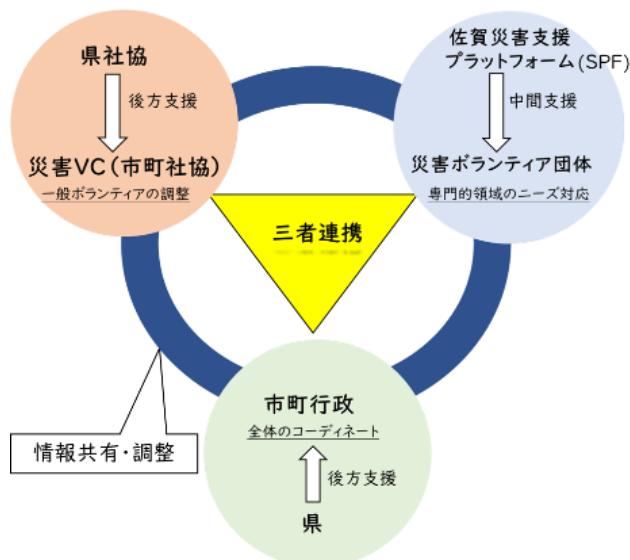 県社協
後方支援
災害VC(市町社協)
一般ボランティアの調整
佐賀災害支援
プラットフォーム(SPF)
中間支援
災害ボランティア団体
専門的領域のニーズ対応
三者連携
市町行政
全体のコーディネート
後方支援
県
情報共有・調整